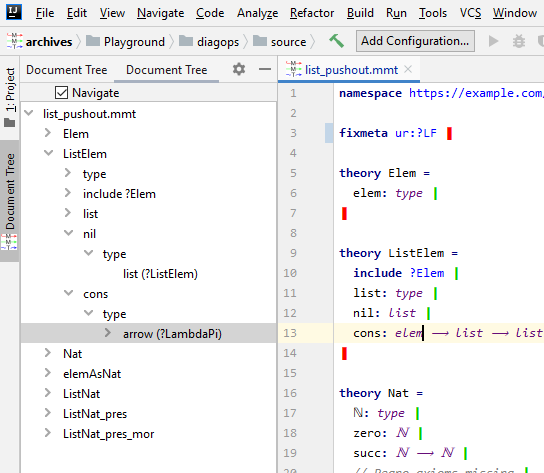 File Edit View Navigate Code Analyze Refactor Build Run Tools VCS Window
archives Playground diagops source Add Configuration...
1: Project
Document Tree
Document Tree Document Tree
Navigate
list_pushout.mmt
Elem
ListElem
type
include ?Elem
list
nil
type
list (?ListElem)
cons
type
arrow (?LambdaPi)
Nat
elemAsNat
ListNat
ListNat_pres
ListNat_pres_mor
list_pushout.mmt
1 namespace https://example.com/
2
3 fixmeta ur:?LF
4
5 theory Elem =
6 elem: type
7
8
9 theory ListElem =
10 include ?Elem
11 list: type
12 nil: list
13 cons: elem ⟶ list ⟶ list
14
15
16 theory Nat =
17 ℕ: type
18 zero: ℕ
19 succ: ℕ ⟶ ℕ
20 // Peano axioms missing